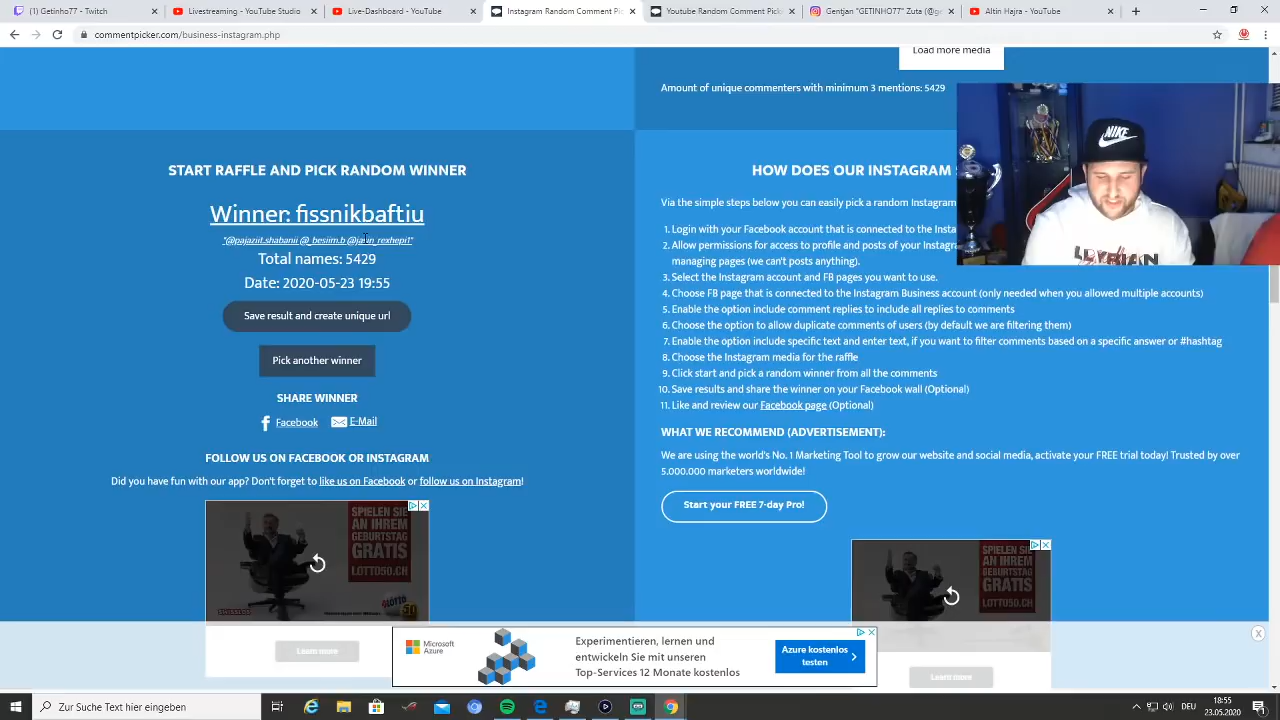 (1) Getinho77 - Twitch
Livestreaming - YouTube Studio
Dashboard - YouTube
Instagram Random Comment Pic
Youtube Random Comment Picke
Gentjan "GETINHO77" Zuta (@g
Altin Hajra - YouTube
commentpicker.com/business-instagram.php
Load more media
Amount of unique commenters with minimum 3 mentions: 5429
START RAFFLE AND PICK RANDOM WINNER
Winner: fissnikbaftiu
Total names: 5429
Date: 2020-05-23 19:55
Save result and create unique url
Pick another winner
SHARE WINNER
Facebook
E-Mail
FOLLOW US ON FACEBOOK OR INSTAGRAM
Did you have fun with our app? Don't forget to like us on Facebook or follow us on Instagram!
HOW DOES OUR INSTAGRAM
Via the simple steps below you can easily pick a random Instagram
1. Login with your Facebook account that is connected to the Insta
2. Allow permissions for access to profile and posts of your Instagr
managing pages (we can't posts anything).
3. Select the Instagram account and FB pages you want to use.
4. Choose FB page that is connected to the Instagram Business account (only needed when you allowed multiple accounts)
5. Enable the option include comment replies to include all replies to comments
6. Choose the option to allow duplicate comments of users (by default we are filtering them)
7. Enable the option include specific text and enter text, if you want to filter comments based on a specific answer or #hashtag
8. Choose the Instagram media for the raffle
9. Click start and pick a random winner from all the comments
10. Save results and share the winner on your Facebook wall (Optional)
11. Like and review our Facebook page (Optional)
WHAT WE RECOMMEND (ADVERTISEMENT):
We are using the world's No. 1 Marketing Tool to grow our website and social media, activate your FREE trial today! Trusted by over
5.000.000 marketers worldwide!
Start your FREE 7-day Pro!
NIKE
SPIELEN SIE
AN IHREM
GEBURTSTAG
GRATIS
LOTTO50.CH
Learn more
SPIELEN SIE
AN IHREM
GEBURTSTAG
GRATIS
LOTTO50.CH
Learn more
Microsoft
Azure
Experimentieren, lernen und
entwickeln Sie mit unseren
Top-Services 12 Monate kostenlos
Azure kostenlos
testen
Zur Suche Text hier eingeben
DEU
18:55
23.05.2020